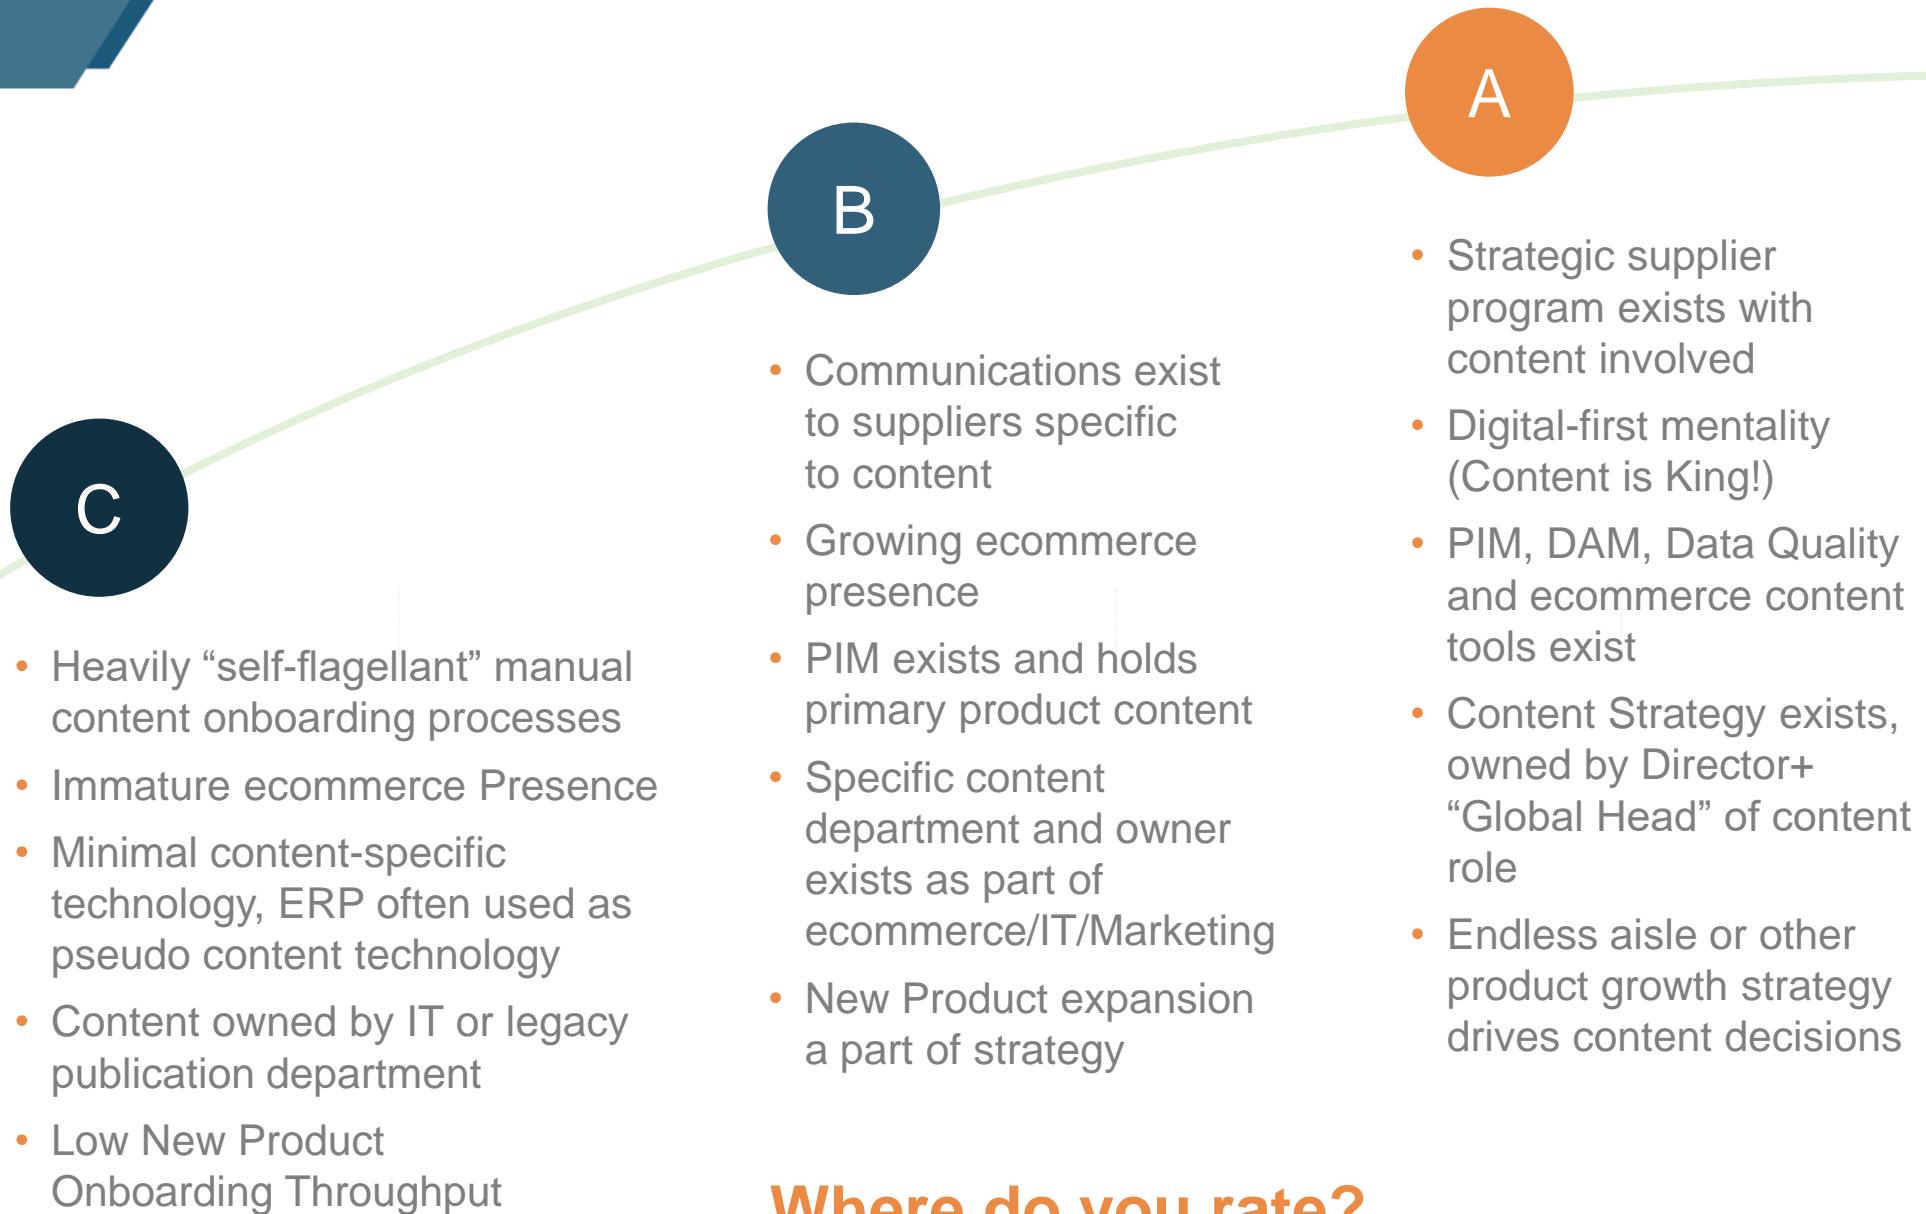 C
• Heavily “self-flagellant” manual
content onboarding processes
• Immature ecommerce Presence
• Minimal content-specific
technology, ERP often used as
pseudo content technology
• Content owned by IT or legacy
publication department
• Low New Product
Onboarding Throughput
B
• Communications exist
to suppliers specific
to content
• Growing ecommerce
presence
• PIM exists and holds
primary product content
• Specific content
department and owner
exists as part of
ecommerce/IT/Marketing
• New Product expansion
a part of strategy
A
• Strategic supplier
program exists with
content involved
• Digital-first mentality
(Content is King!)
• PIM, DAM, Data Quality
and ecommerce content
tools exist
• Content Strategy exists,
owned by Director+
“Global Head” of content
role
• Endless aisle or other
product growth strategy
drives content decisions
Where do you rate?